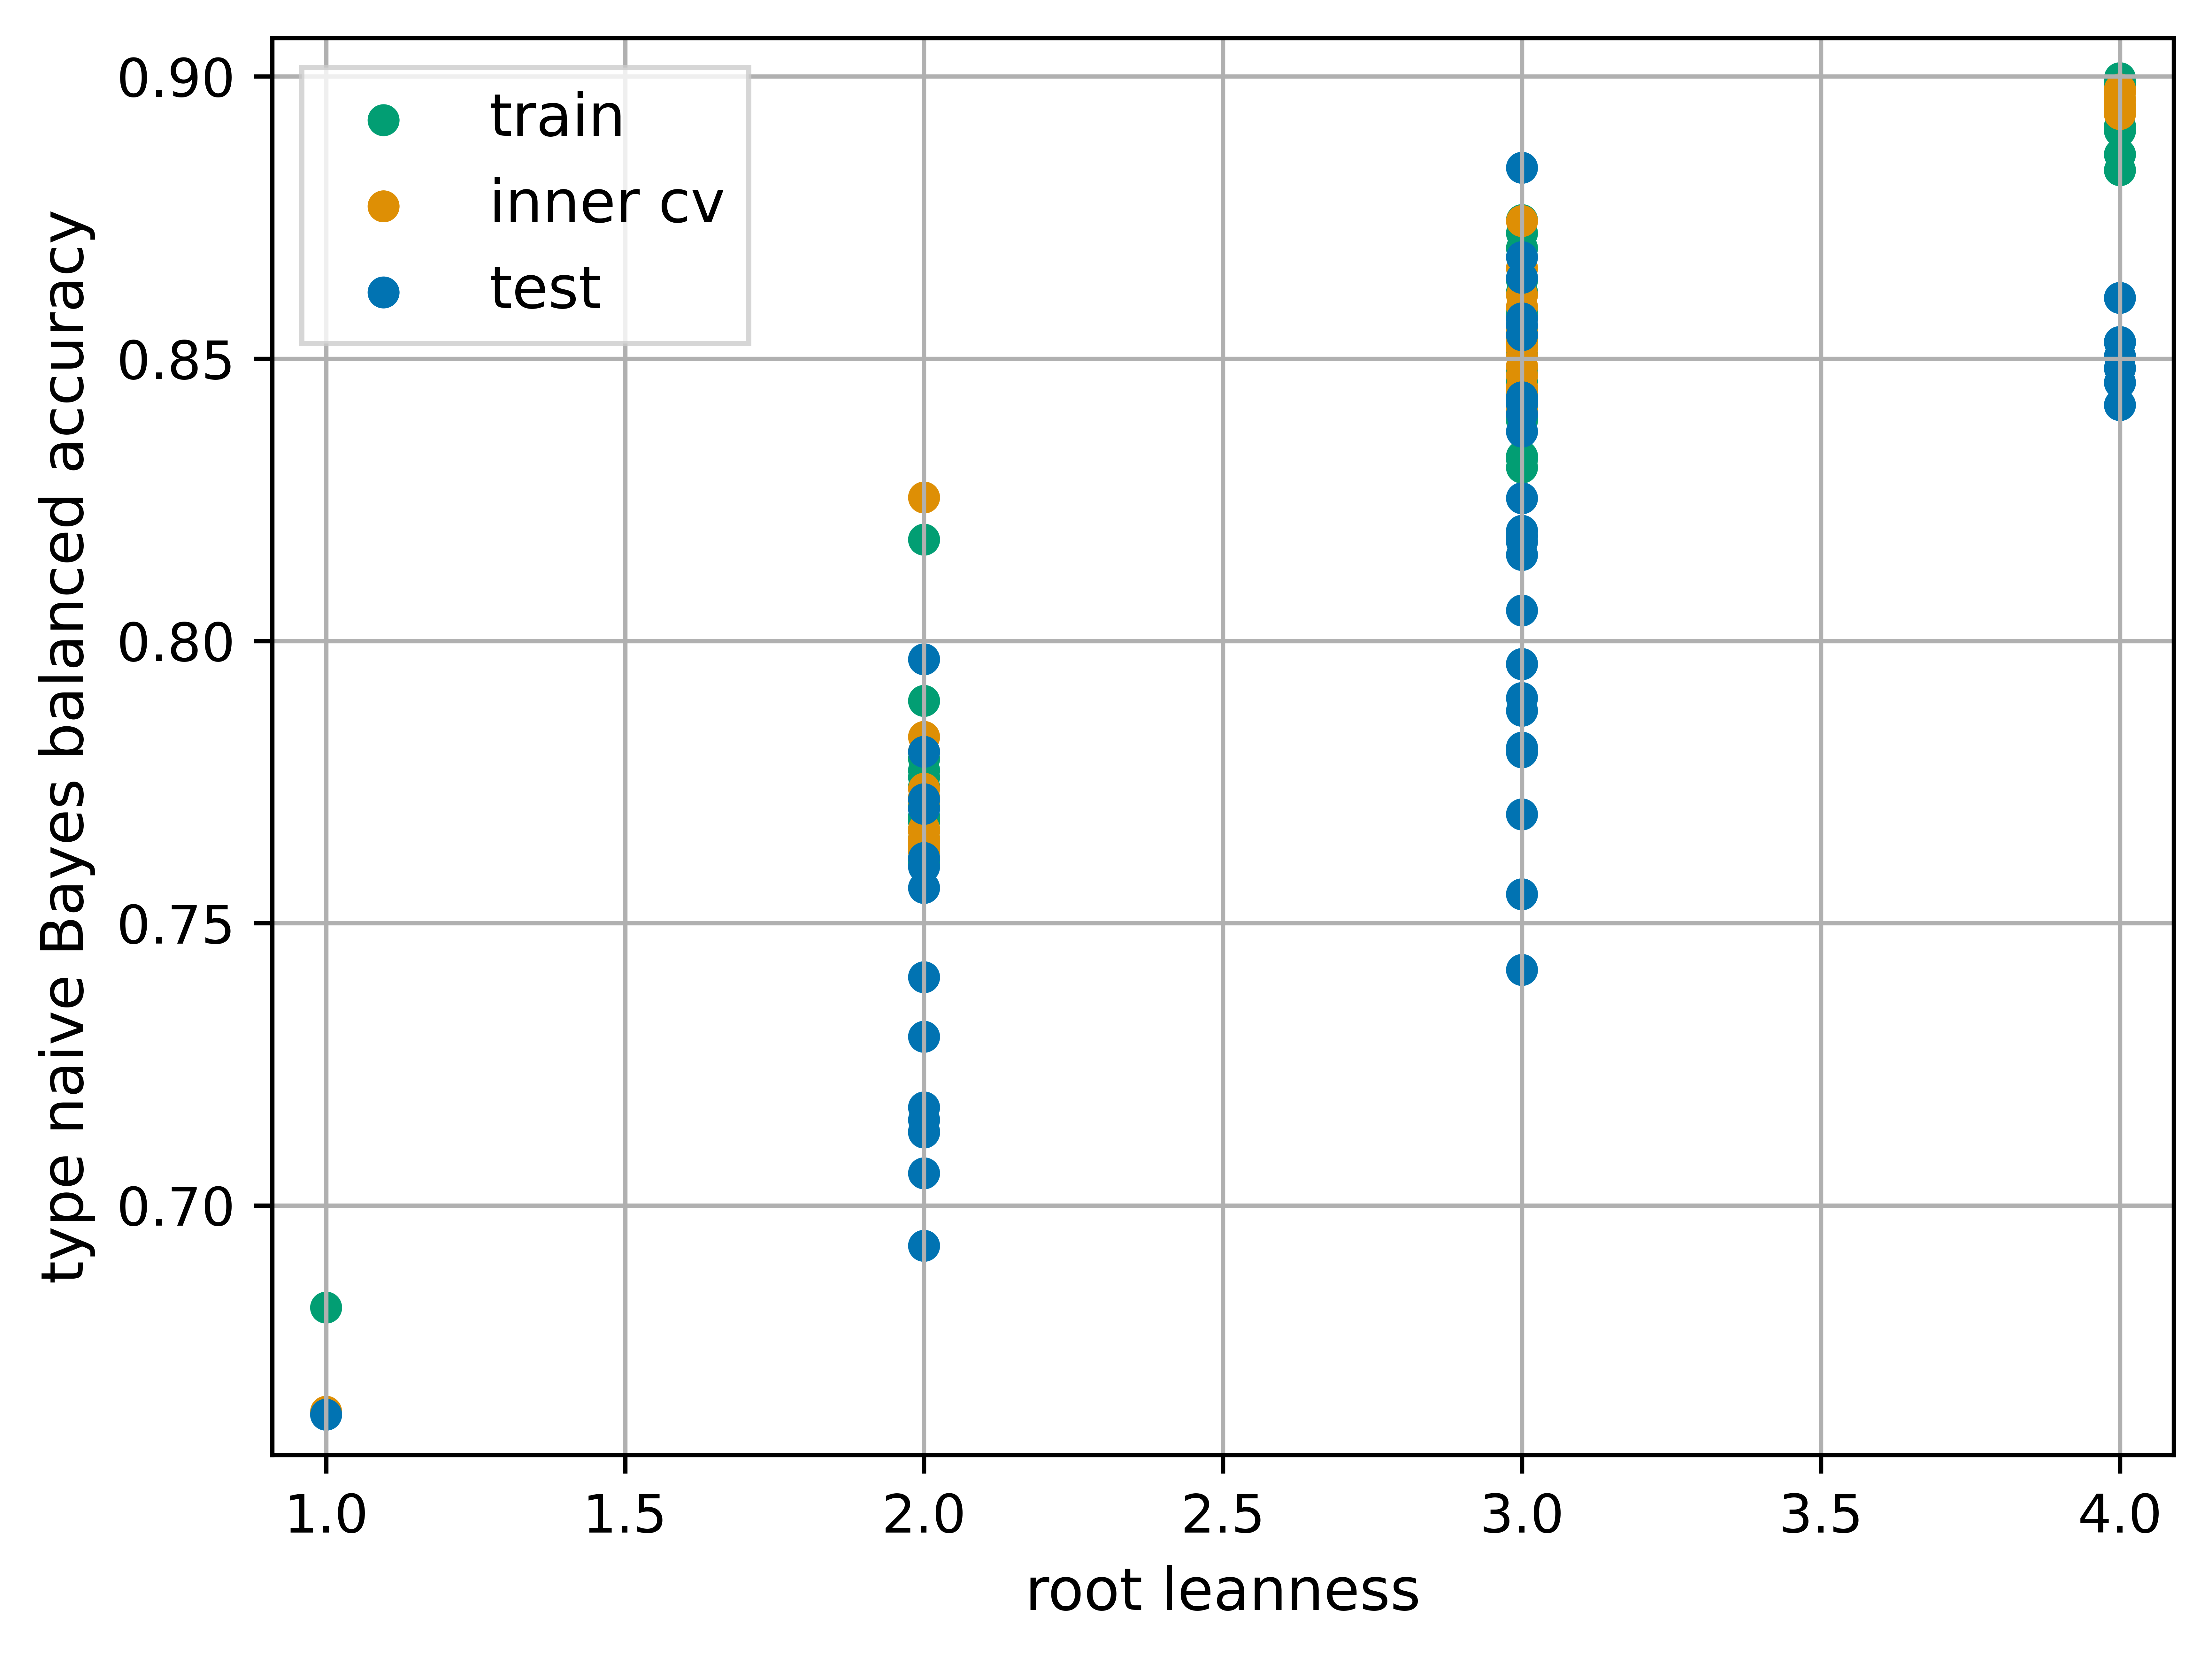 train
inner cv
test
type naive Bayes balanced accuracy
0.90
0.85
0.80
0.75
0.70
1.0 1.5 2.0 2.5 3.0 3.5 4.0
root leanness